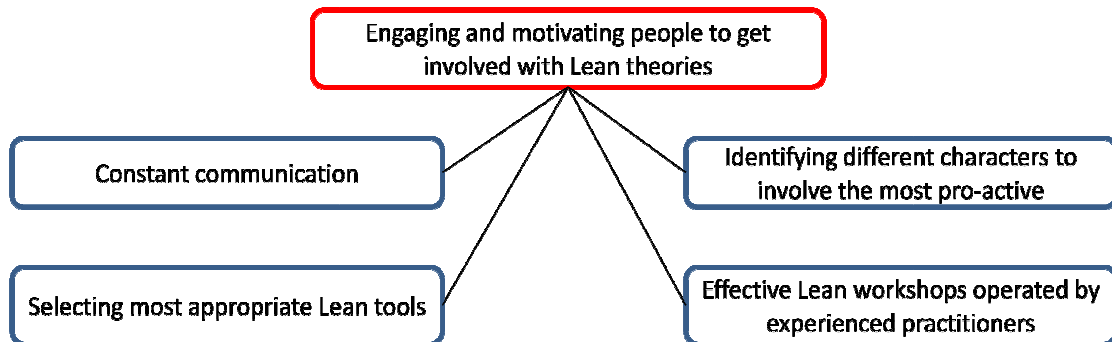 Engaging and motivating people to get
involved with Lean theories
Constant communication
Identifying different characters to
involve the most pro-active
Selecting most appropriate Lean tools
Effective Lean workshops operated by
experienced practitioners